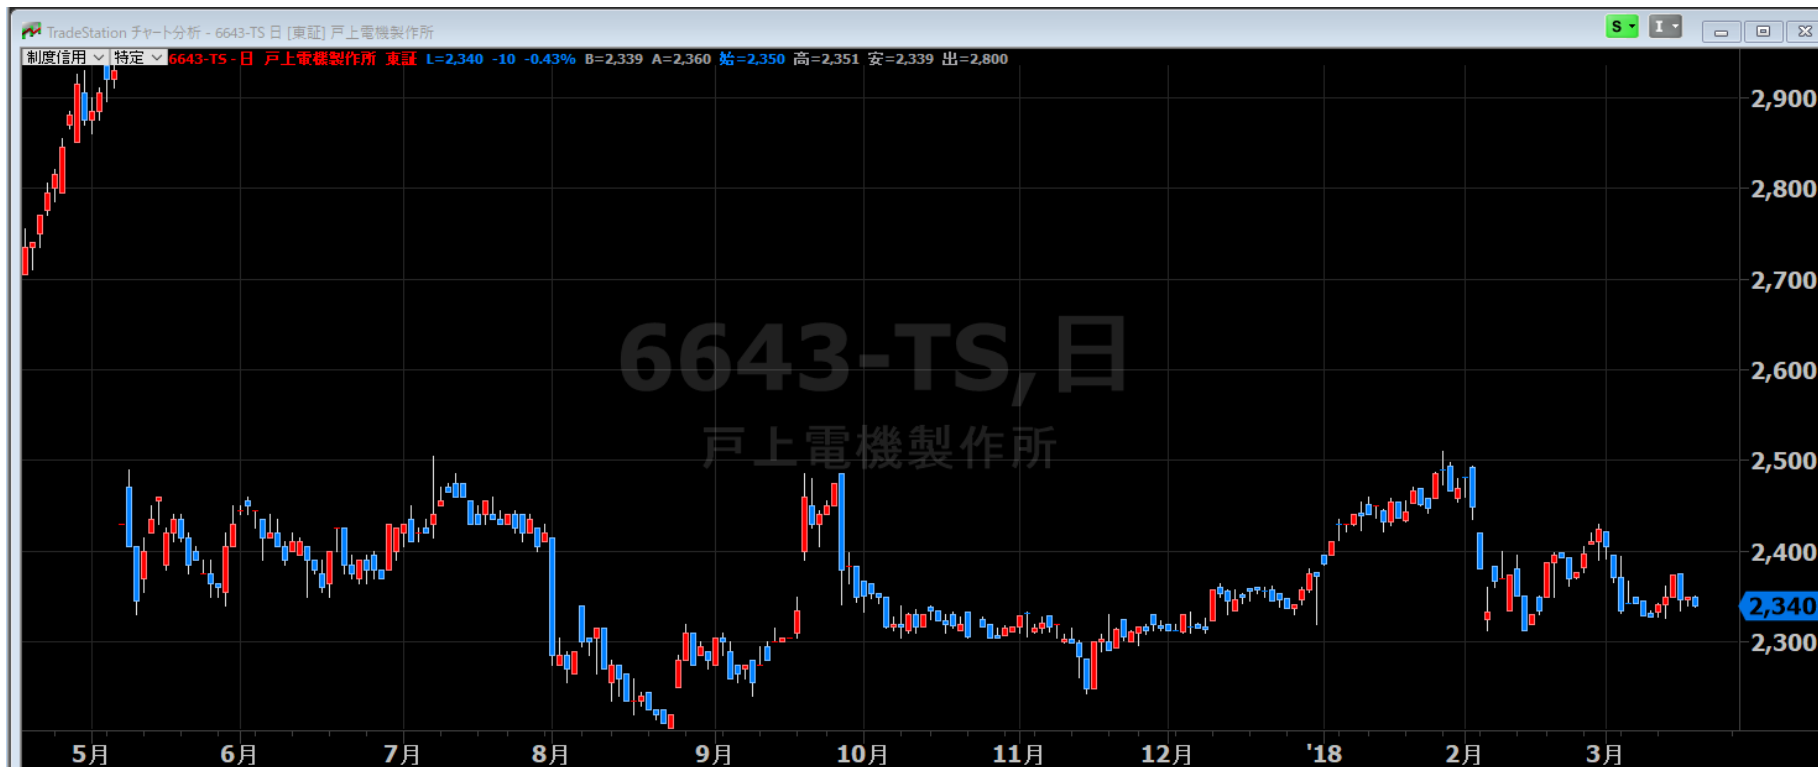 TradeStation チャート分析 - 6643-TS 日 [東証] 戸上電機製作所
S I
制度信用 特定 6643-TS - 日 戸上電機製作所 東証 L=2,340 -10 -0.43% B=2,339 A=2,360 始=2,350 高=2,351 安=2,339 出=2,800
2,900
2,800
2,700
2,600
6643-TS,日
戸上電機製作所
2,500
2,400
2,340
2,300
5月 6月 7月 8月 9月 10月 11月 12月 '18 2月 3月